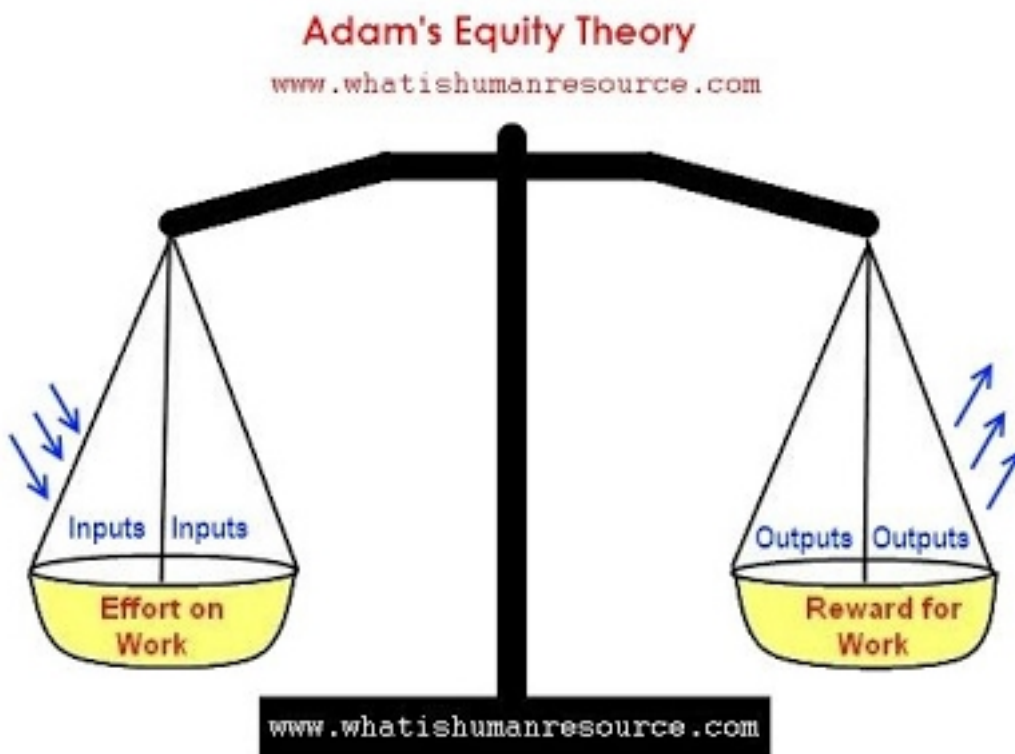 Adam's Equity Theory
www.whatishumanresource.com
Inputs Inputs
Outputs Outputs
Effort on
Work
Reward for
Work
www.whatishumanresource.com